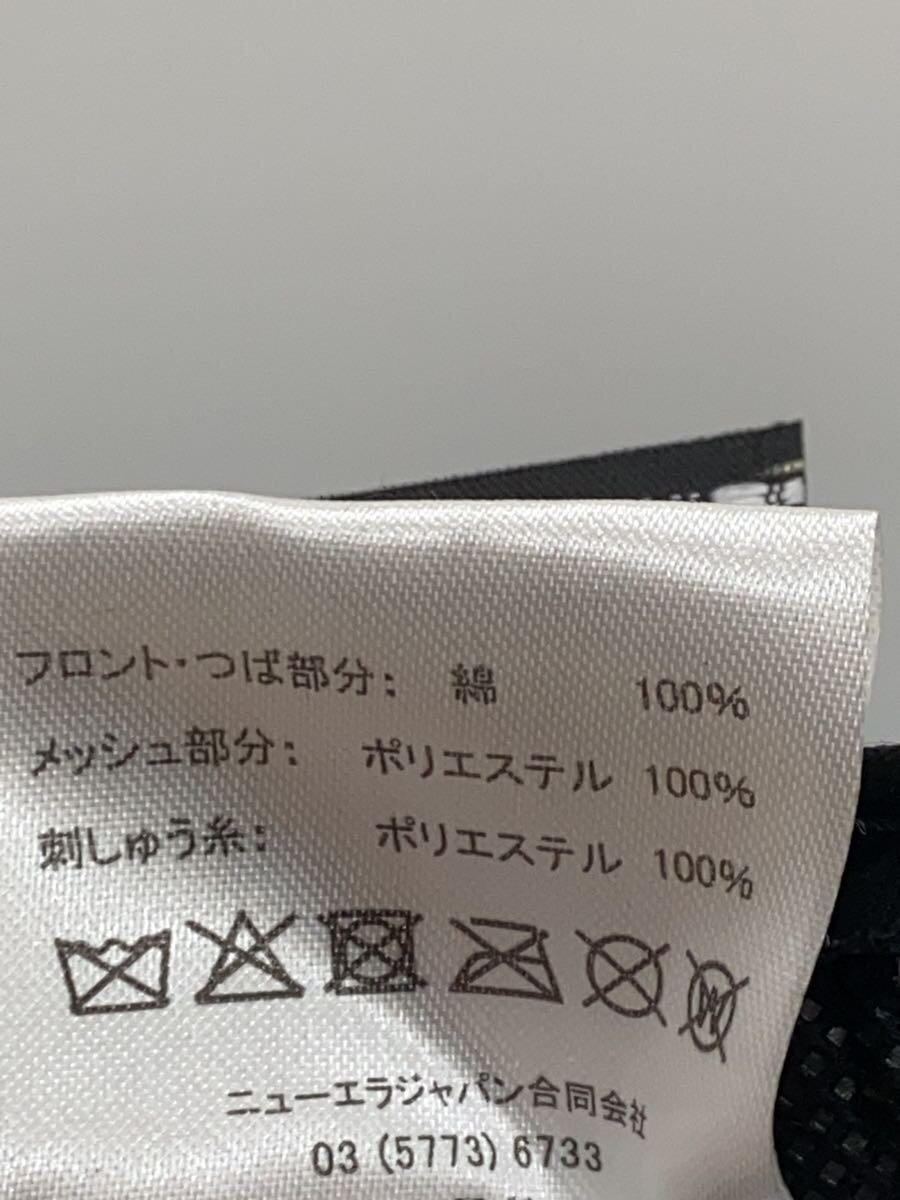 フロント・つば部分: 綿 100%
メッシュ部分: ポリエステル 100%
刺しゅう糸: ポリエステル 100%
ニューエラジャパン合同会社
03 (5773) 6733